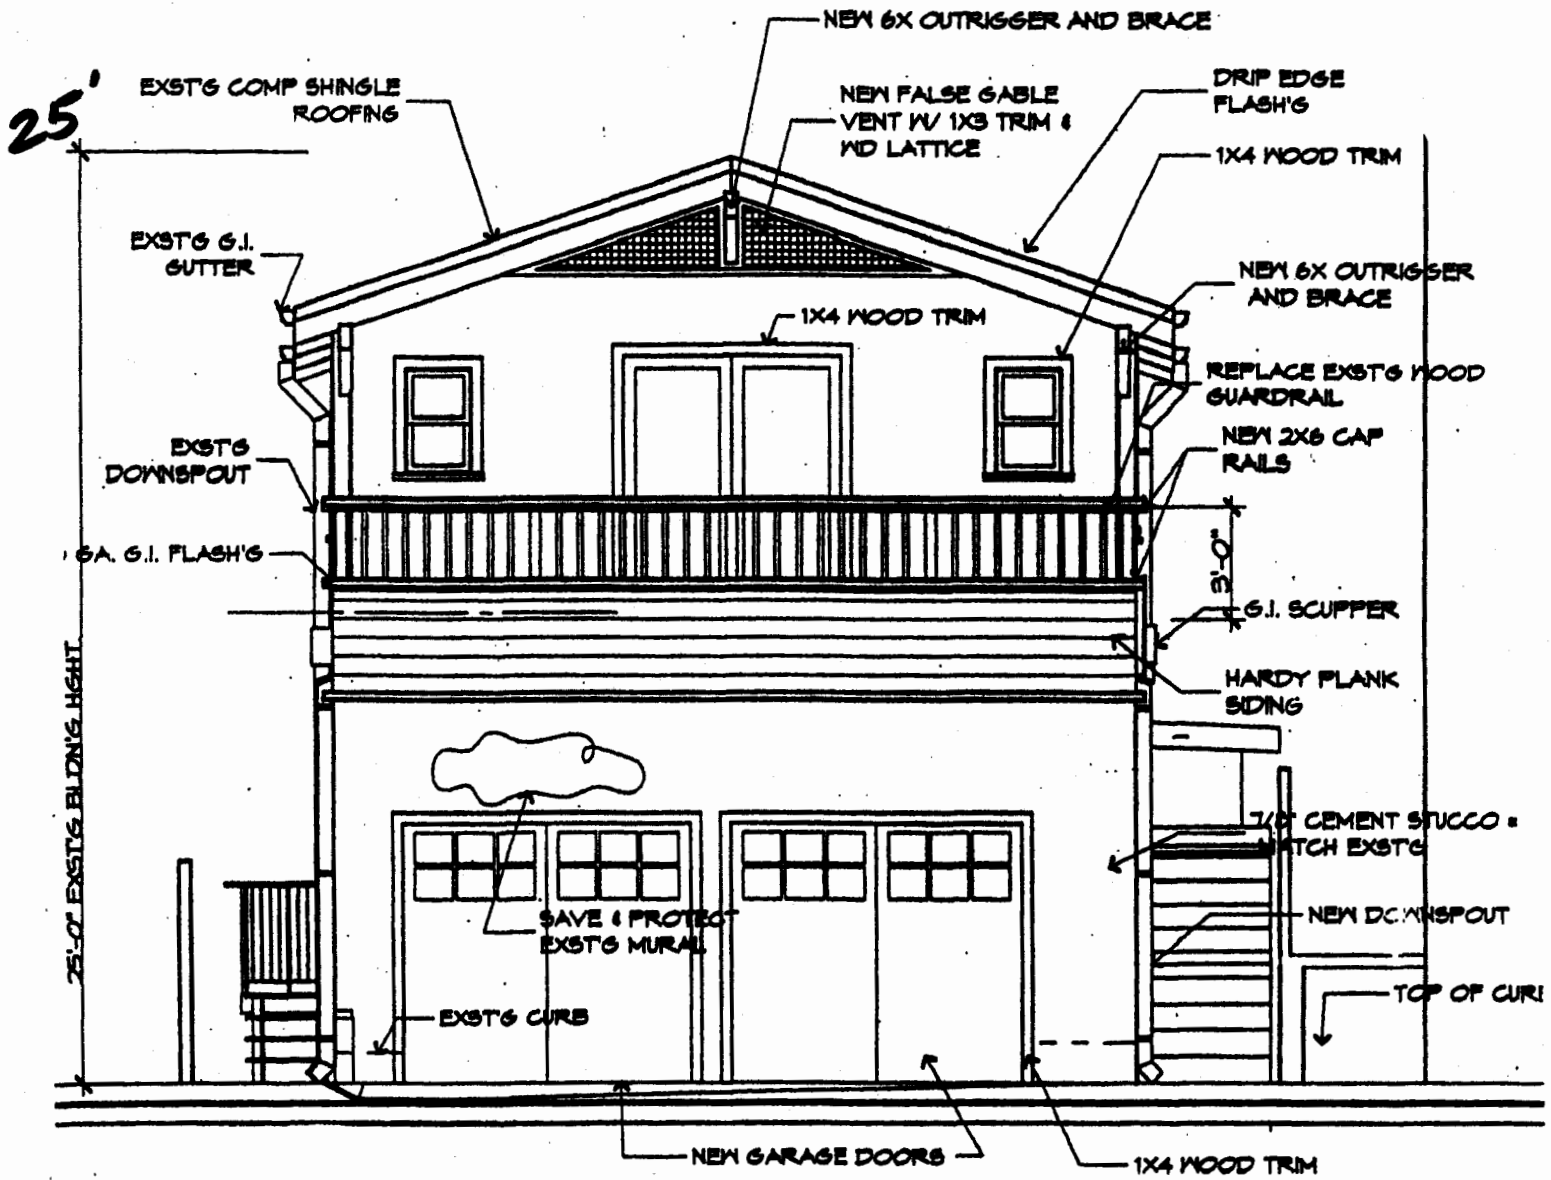 NEW 6X OUTRIGGER AND BRACE
EXST'G COMP SHINGLE
ROOFING
25'
NEW FALSE GABLE
VENT W/ 1X3 TRIM &
WD LATTICE
DRIP EDGE
FLASH'G
1X4 WOOD TRIM
EXST'G G.I.
GUTTER
NEW 6X OUTRIGGER
AND BRACE
1X4 WOOD TRIM
REPLACE EXST'G WOOD
GUARDRAIL
NEW 2X6 CAP
RAILS
EXST'G
DOWNSPOUT
GA. G.I. FLASH'G
3'-0"
G.I. SCUPPER
HARDY PLANK
SIDING
25'-0" EXST'G BLDN'G HGHT
7/8" CEMENT STUCCO
MATCH EXST'G
SAVE & PROTECT
EXST'G MURAL
NEW DOWNSPOUT
TOP OF CURB
EXST'G CURB
NEW GARAGE DOORS
1X4 WOOD TRIM